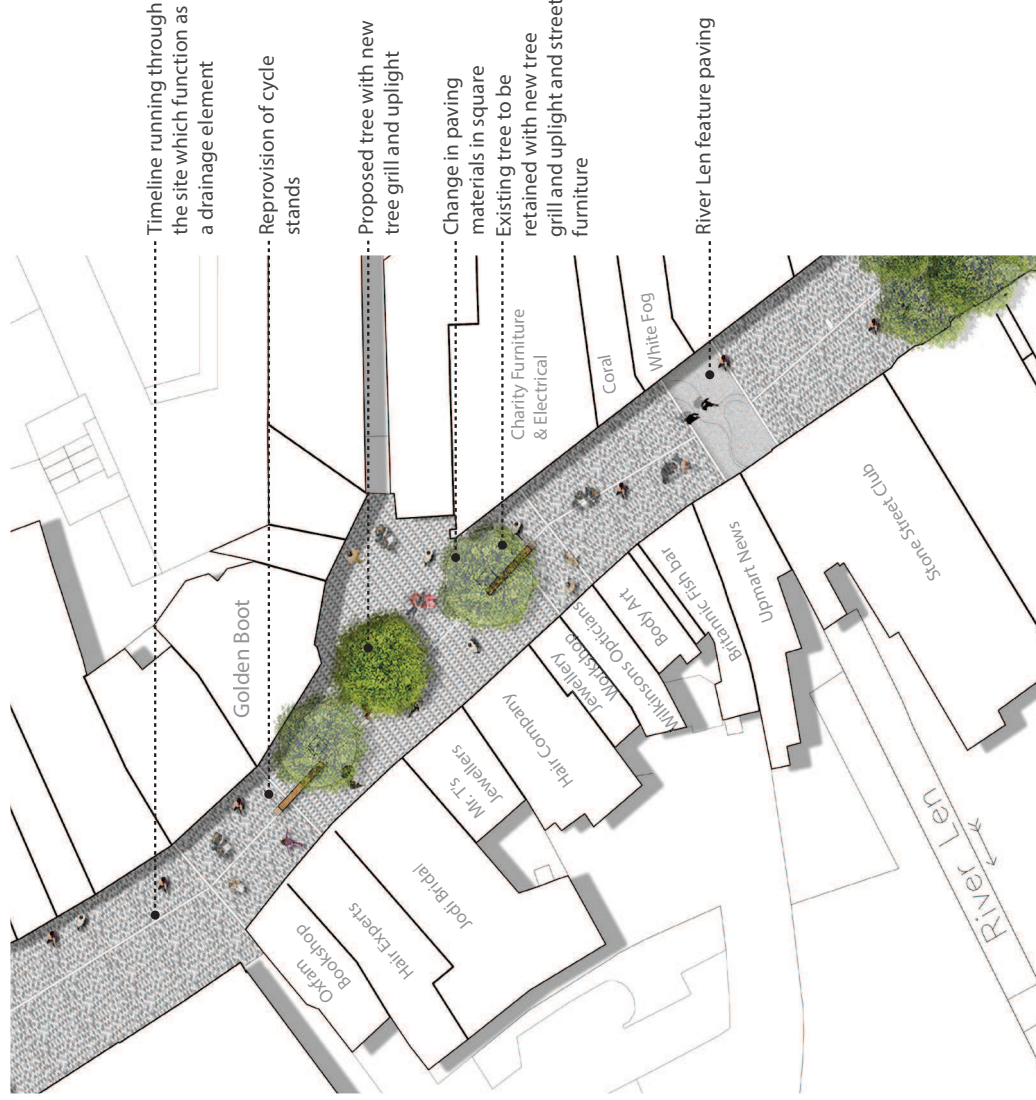 Timeline running through
the site which function as
a drainage element
Reprovision of cycle
stands
Proposed tree with new
tree grill and uplight
Change in paving
materials in square
Existing tree to be
retained with new tree
grill and uplight and street
furniture
River Len feature paving
Golden Boot
Charity Furniture
& Electrical
Coral
White Fog
Oxfam
Bookshop
Hair Experts
Jodi Bridal
Mr. T's
Jewellers
Hair Company
Jewellery
Workshop
Wilkinsons Opticians
Body Art
Britannic Fish bar
Upmart News
Stone Street Club
River Len